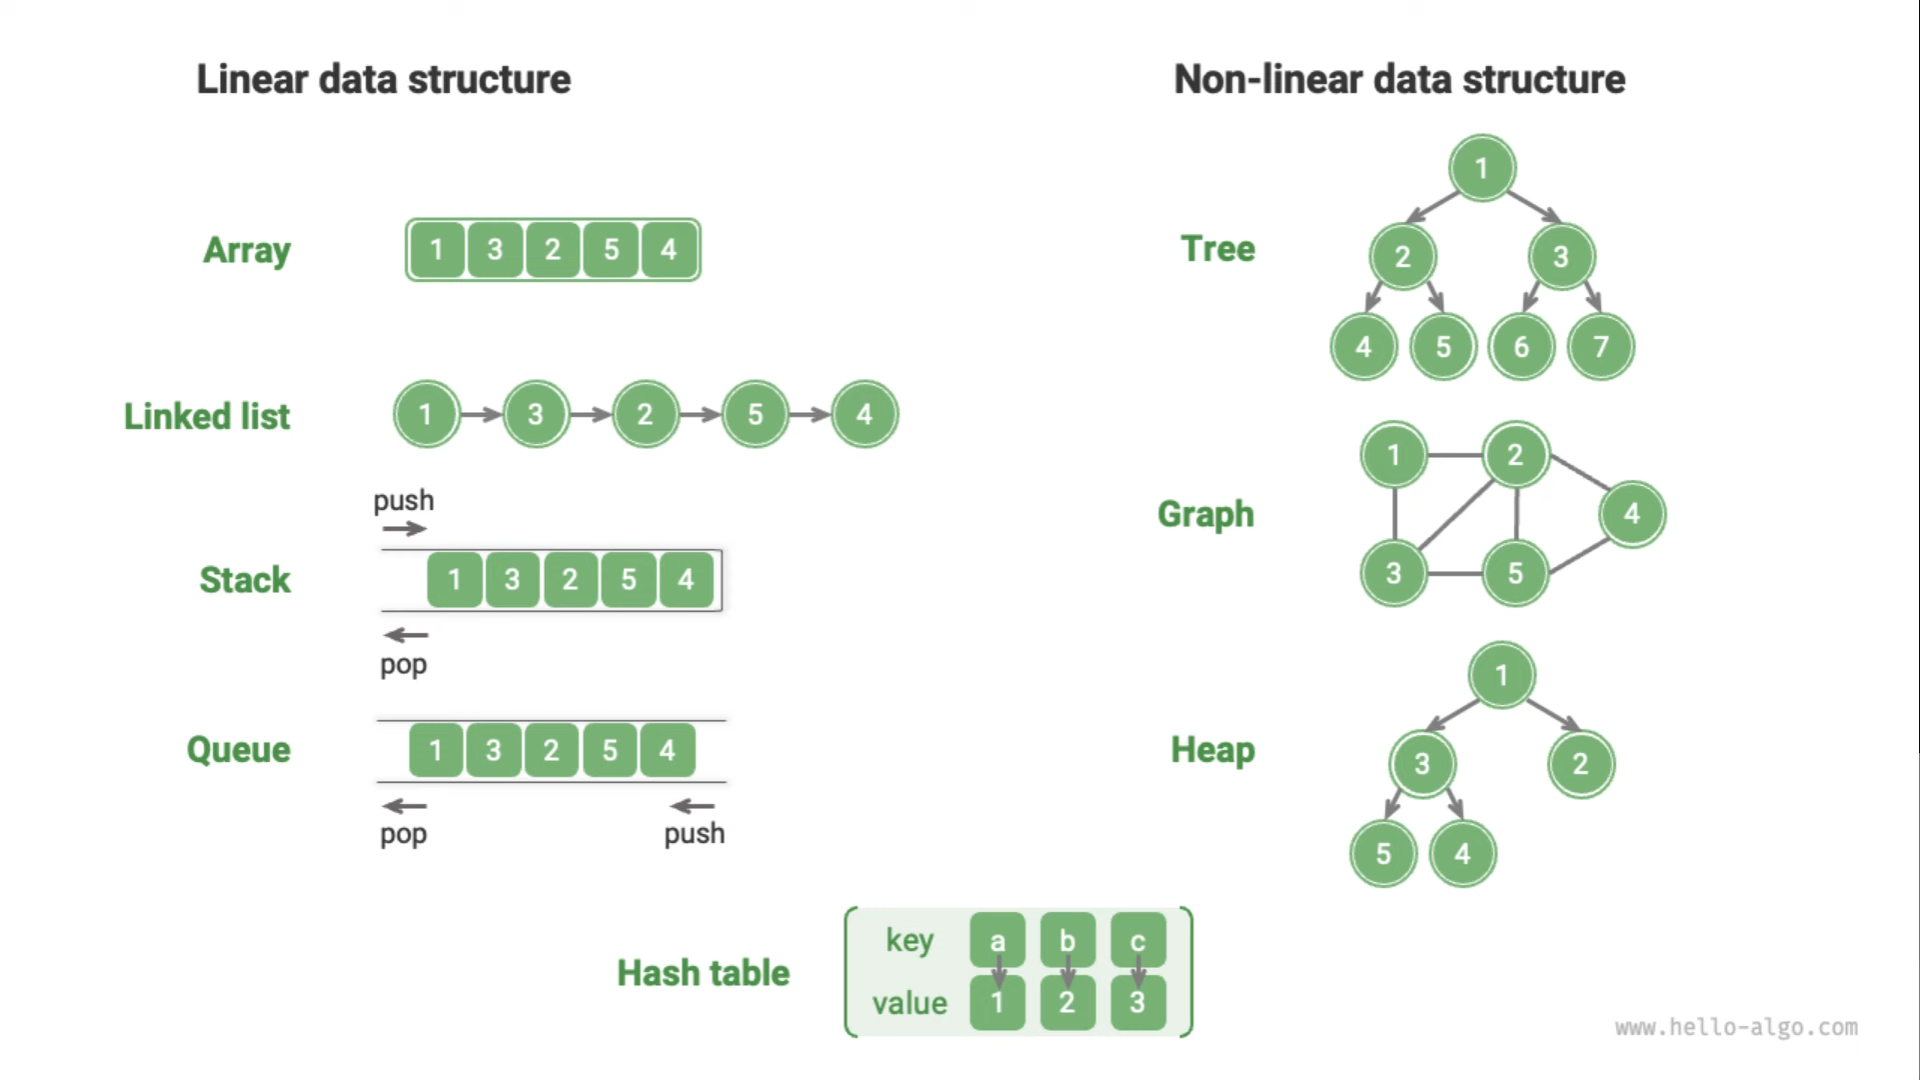 Linear data structure
Array
1 3 2 5 4
Linked list
1 3 2 5 4
push
Stack
1 3 2 5 4
pop
Queue
1 3 2 5 4
pop push
Non-linear data structure
Tree
1
2 3
4 5 6 7
Graph
1 2
4
3 5
Heap
1
3 2
5 4
Hash table
key a b c
value 1 2 3
www.hello-algo.com